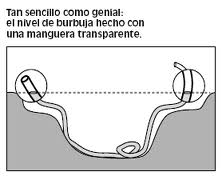 Tan sencillo como genial:
el nivel de burbuja hecho con
una manguera transparente.